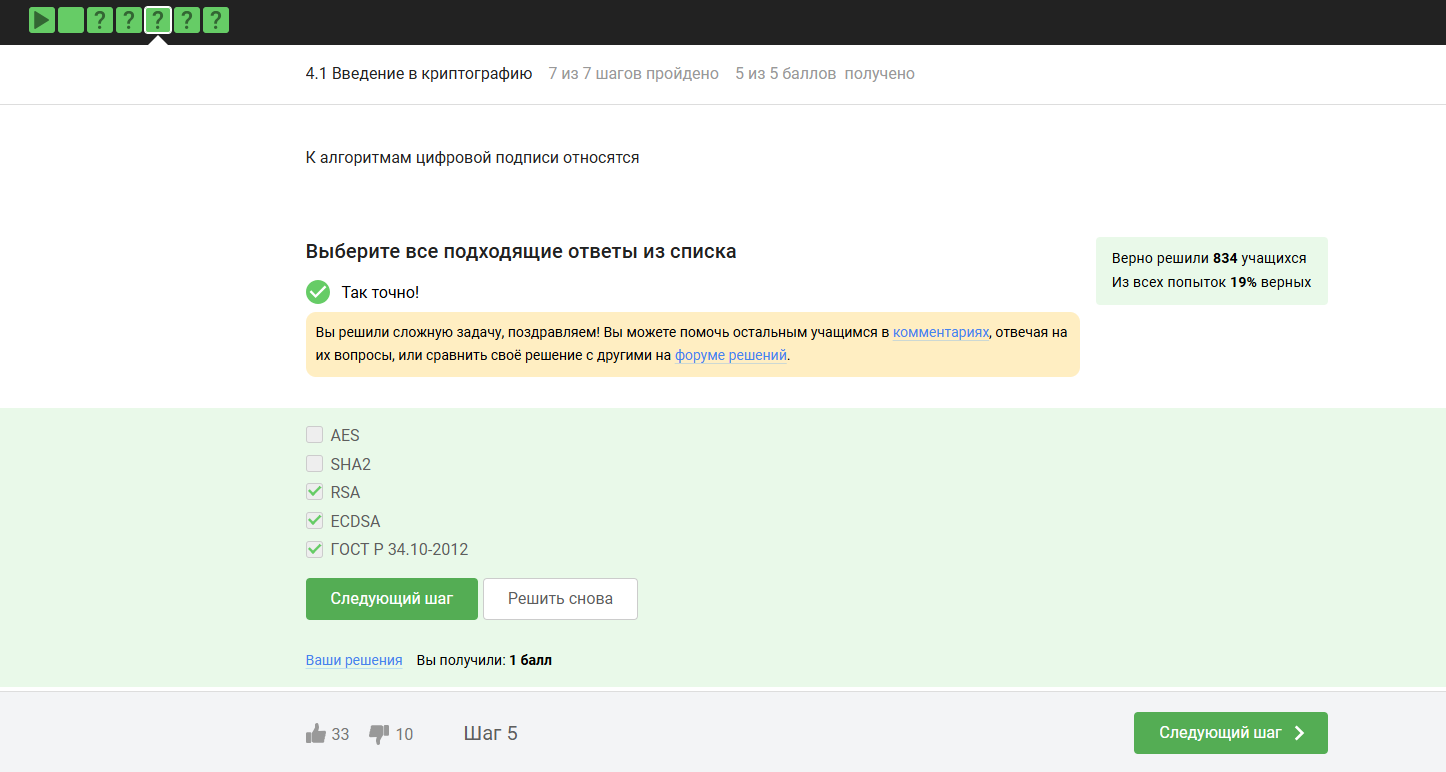 ? ? ? ? ?
4.1 Введение в криптографию 7 из 7 шагов пройдено 5 из 5 баллов получено
К алгоритмам цифровой подписи относятся
Выберите все подходящие ответы из списка
Верно решили 834 учащихся
Из всех попыток 19% верных
Так точно!
Вы решили сложную задачу, поздравляем! Вы можете помочь остальным учащимся в комментариях, отвечая на
их вопросы, или сравнить своё решение с другими на форуме решений.
AES
SHA2
RSA
ECDSA
ГОСТ Р 34.10-2012
Следующий шаг Решить снова
Ваши решения Вы получили: 1 балл
33 10 Шаг 5 Следующий шаг